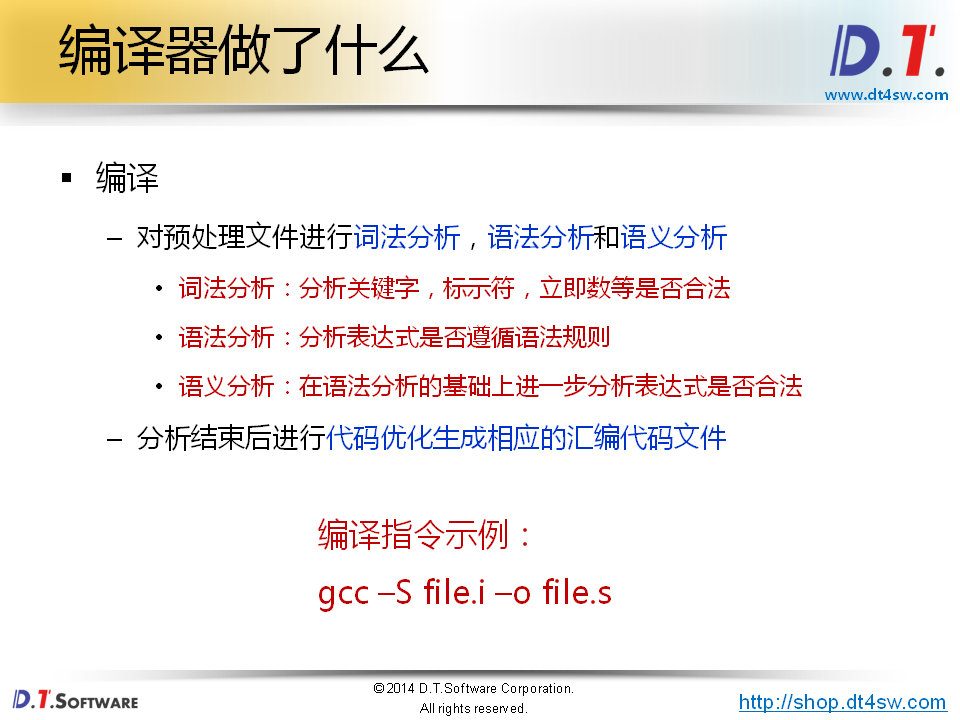 编译器做了什么
D.T.
www.dt4sw.com
▪ 编译
– 对预处理文件进行词法分析，语法分析和语义分析
• 词法分析：分析关键字，标示符，立即数等是否合法
• 语法分析：分析表达式是否遵循语法规则
• 语义分析：在语法分析的基础上进一步分析表达式是否合法
– 分析结束后进行代码优化生成相应的汇编代码文件
编译指令示例：
gcc –S file.i –o file.s
D.T.SOFTWARE
©2014 D.T.Software Corporation.
All rights reserved.
http://shop.dt4sw.com